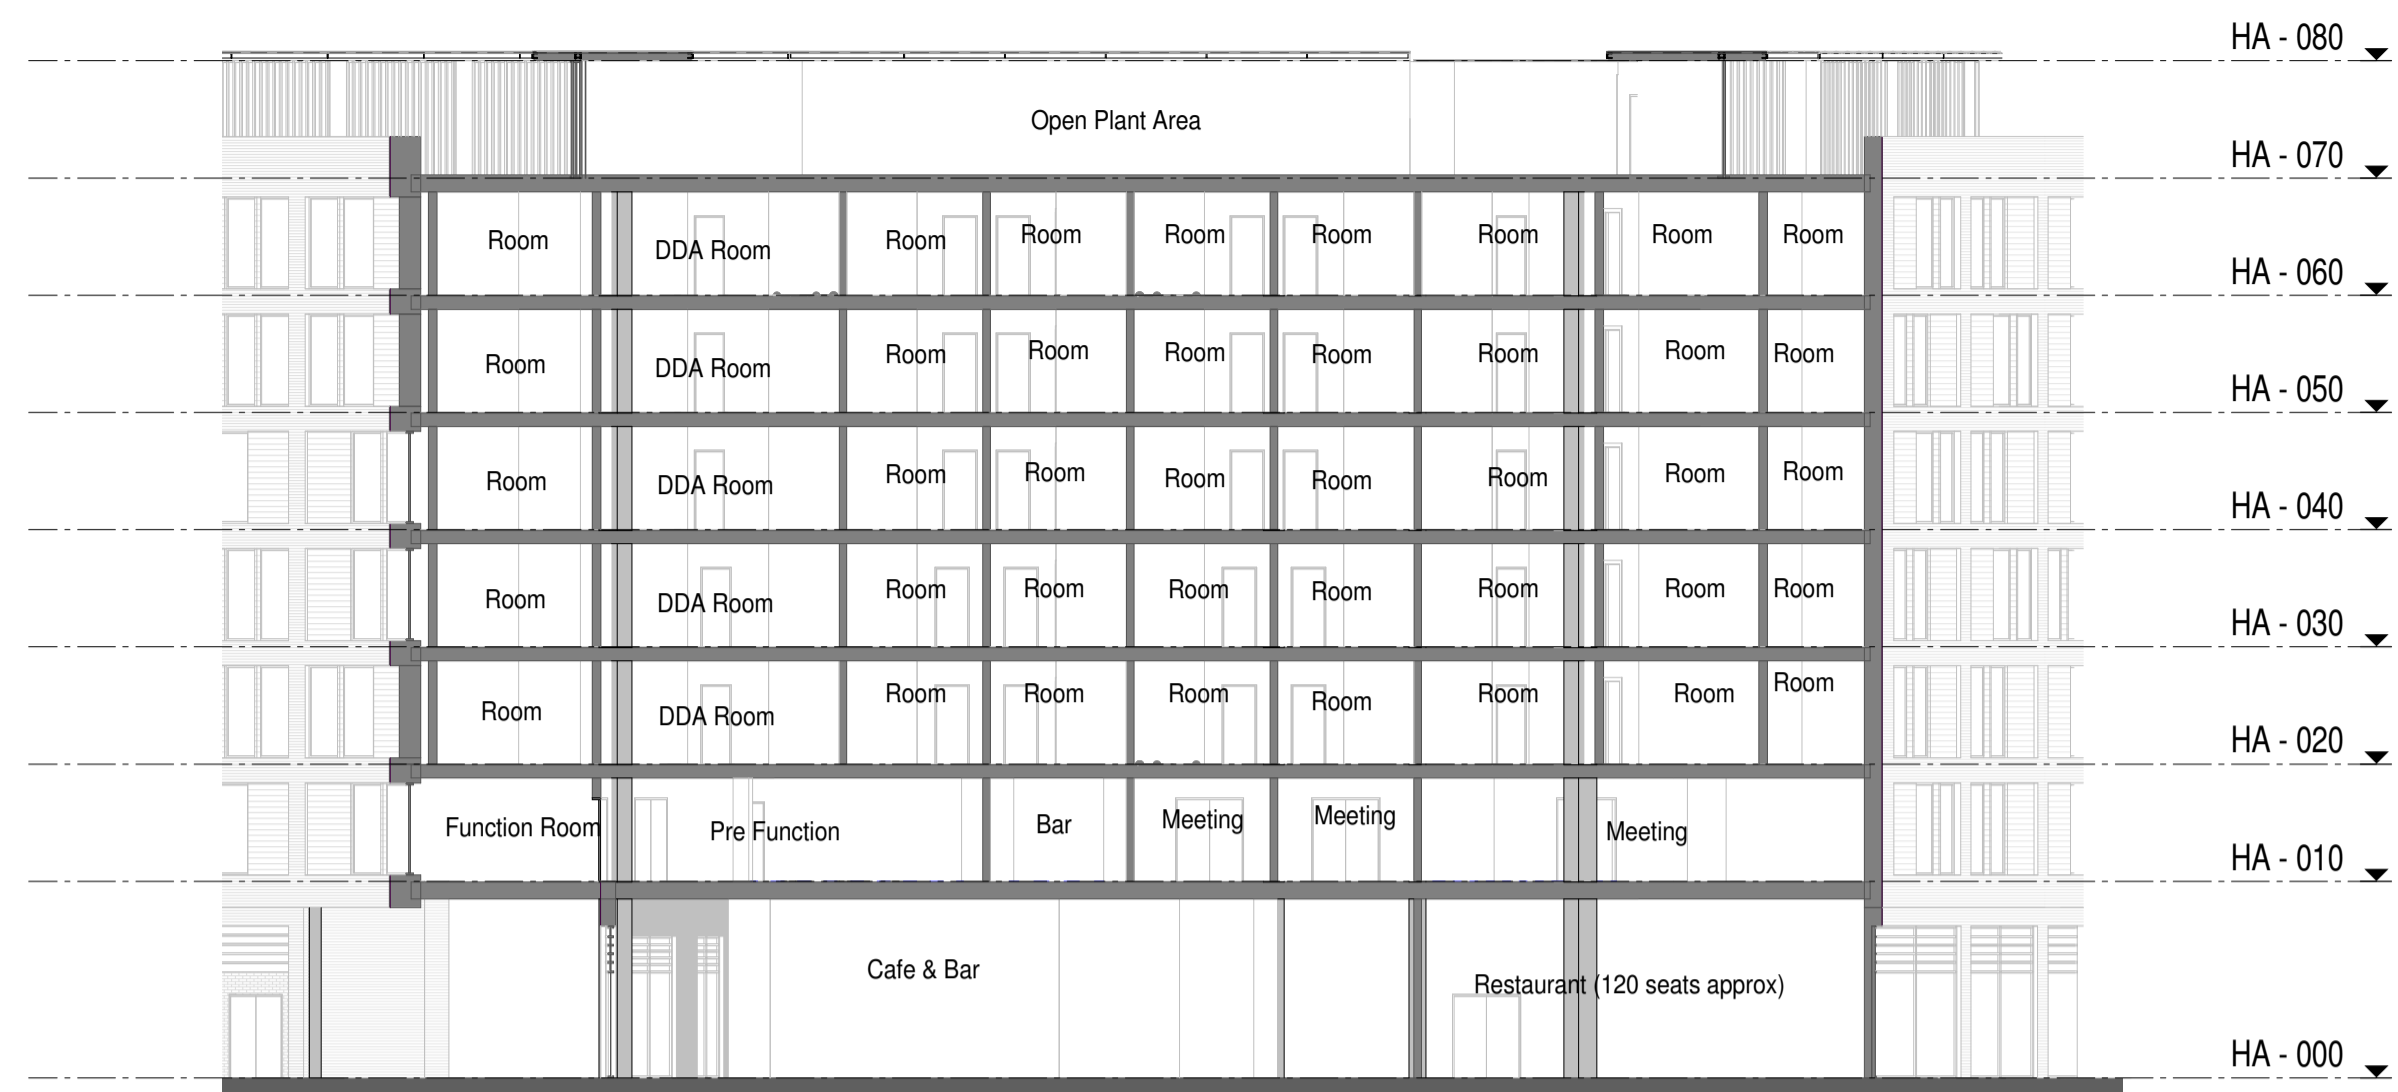 HA - 080
Open Plant Area
HA - 070
Room DDA Room Room Room Room Room Room Room Room
HA - 060
Room DDA Room Room Room Room Room Room Room Room
HA - 050
Room DDA Room Room Room Room Room Room Room Room
HA - 040
Room DDA Room Room Room Room Room Room Room Room
HA - 030
Room DDA Room Room Room Room Room Room Room Room
HA - 020
Function Room Pre Function Bar Meeting Meeting Meeting
HA - 010
Cafe & Bar Restaurant (120 seats approx)
HA - 000